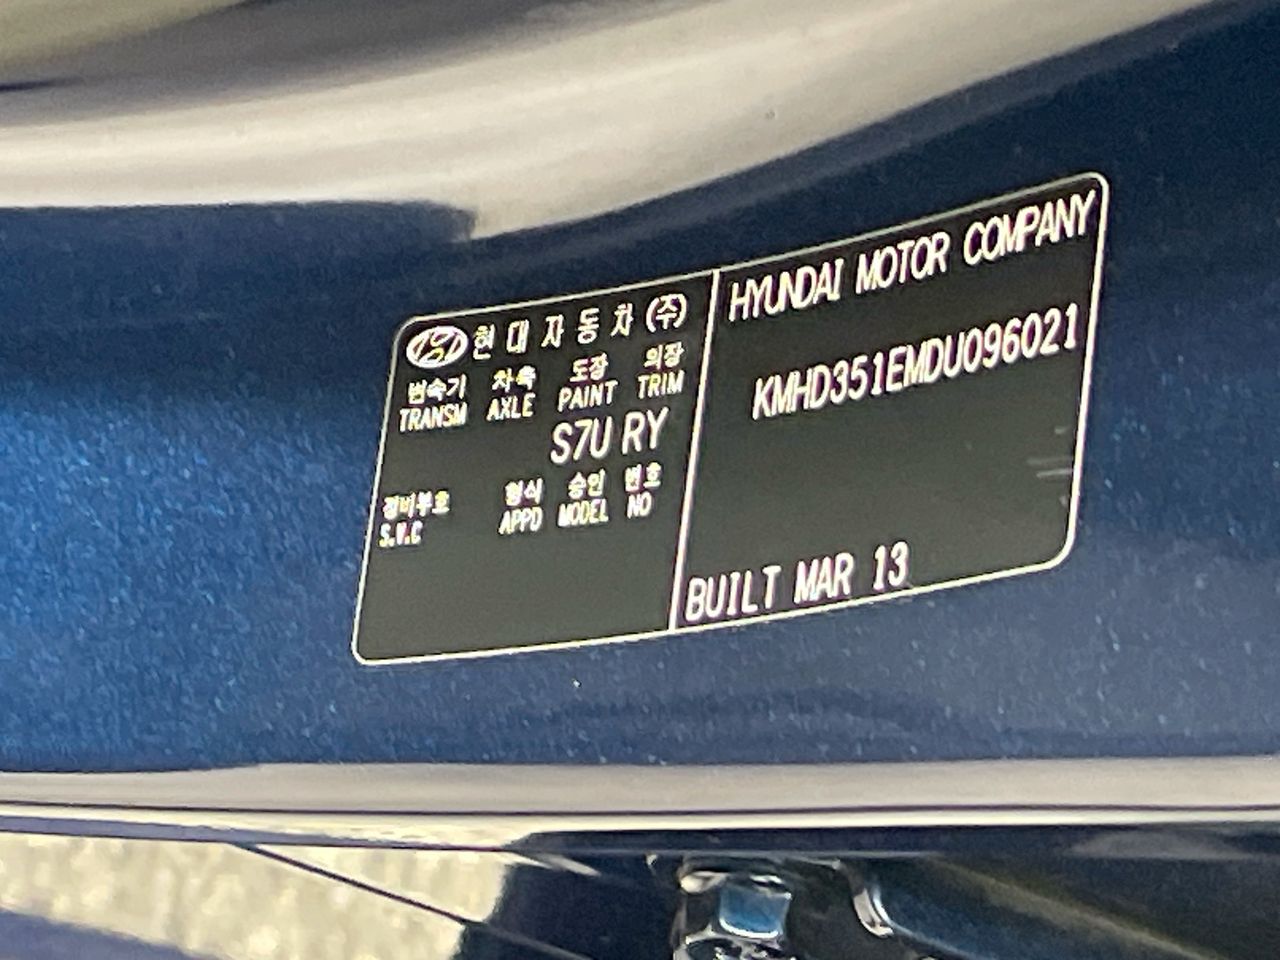 현대자동차(주)
변속기 차축 도장 의장
TRANSM AXLE PAINT TRIM
S7U RY
경비부호 형식 승인 번호
S.V.C APPD MODEL NO
HYUNDAI MOTOR COMPANY
KMHD351EMDU096021
BUILT MAR 13